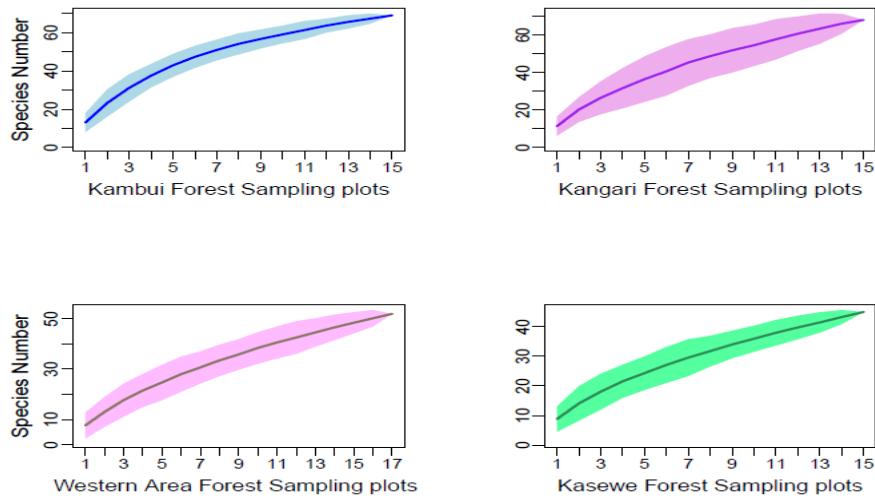 Species Number
0 20 40 60
1 3 5 7 9 11 13 15
Kambui Forest Sampling plots
0 20 40 60
1 3 5 7 9 11 13 15
Kangari Forest Sampling plots
Species Number
0 10 30 50
1 3 5 7 9 11 13 15 17
Western Area Forest Sampling plots
0 10 20 30 40
1 3 5 7 9 11 13 15
Kasewe Forest Sampling plots